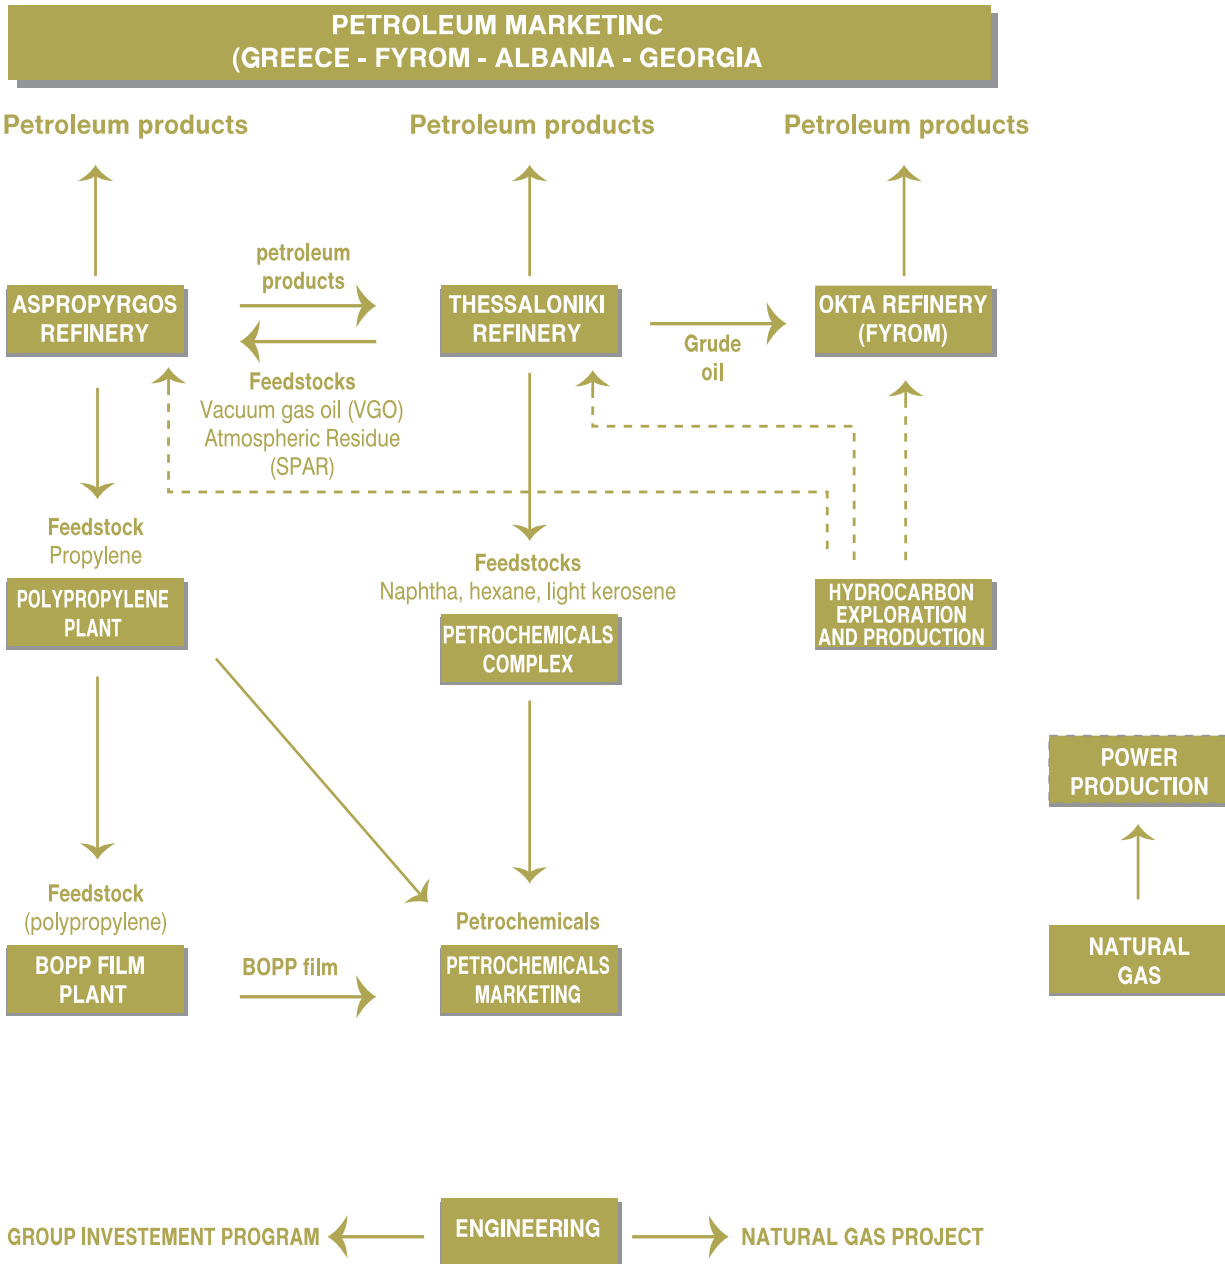 PETROLEUM MARKETINC
(GREECE - FYROM - ALBANIA - GEORGIA
Petroleum products
Petroleum products
Petroleum products
petroleum
products
ASPROPYRGOS
REFINERY
THESSALONIKI
REFINERY
OKTA REFINERY
(FYROM)
Grude
oil
Feedstocks
Vacuum gas oil (VGO)
Atmospheric Residue
(SPAR)
Feedstock
Propylene
POLYPROPYLENE
PLANT
Feedstocks
Naphtha, hexane, light kerosene
PETROCHEMICALS
COMPLEX
HYDROCARBON
EXPLORATION
AND PRODUCTION
POWER
PRODUCTION
NATURAL
GAS
Feedstock
(polypropylene)
BOPP FILM
PLANT
BOPP film
Petrochemicals
PETROCHEMICALS
MARKETING
GROUP INVESTEMENT PROGRAM
ENGINEERING
NATURAL GAS PROJECT